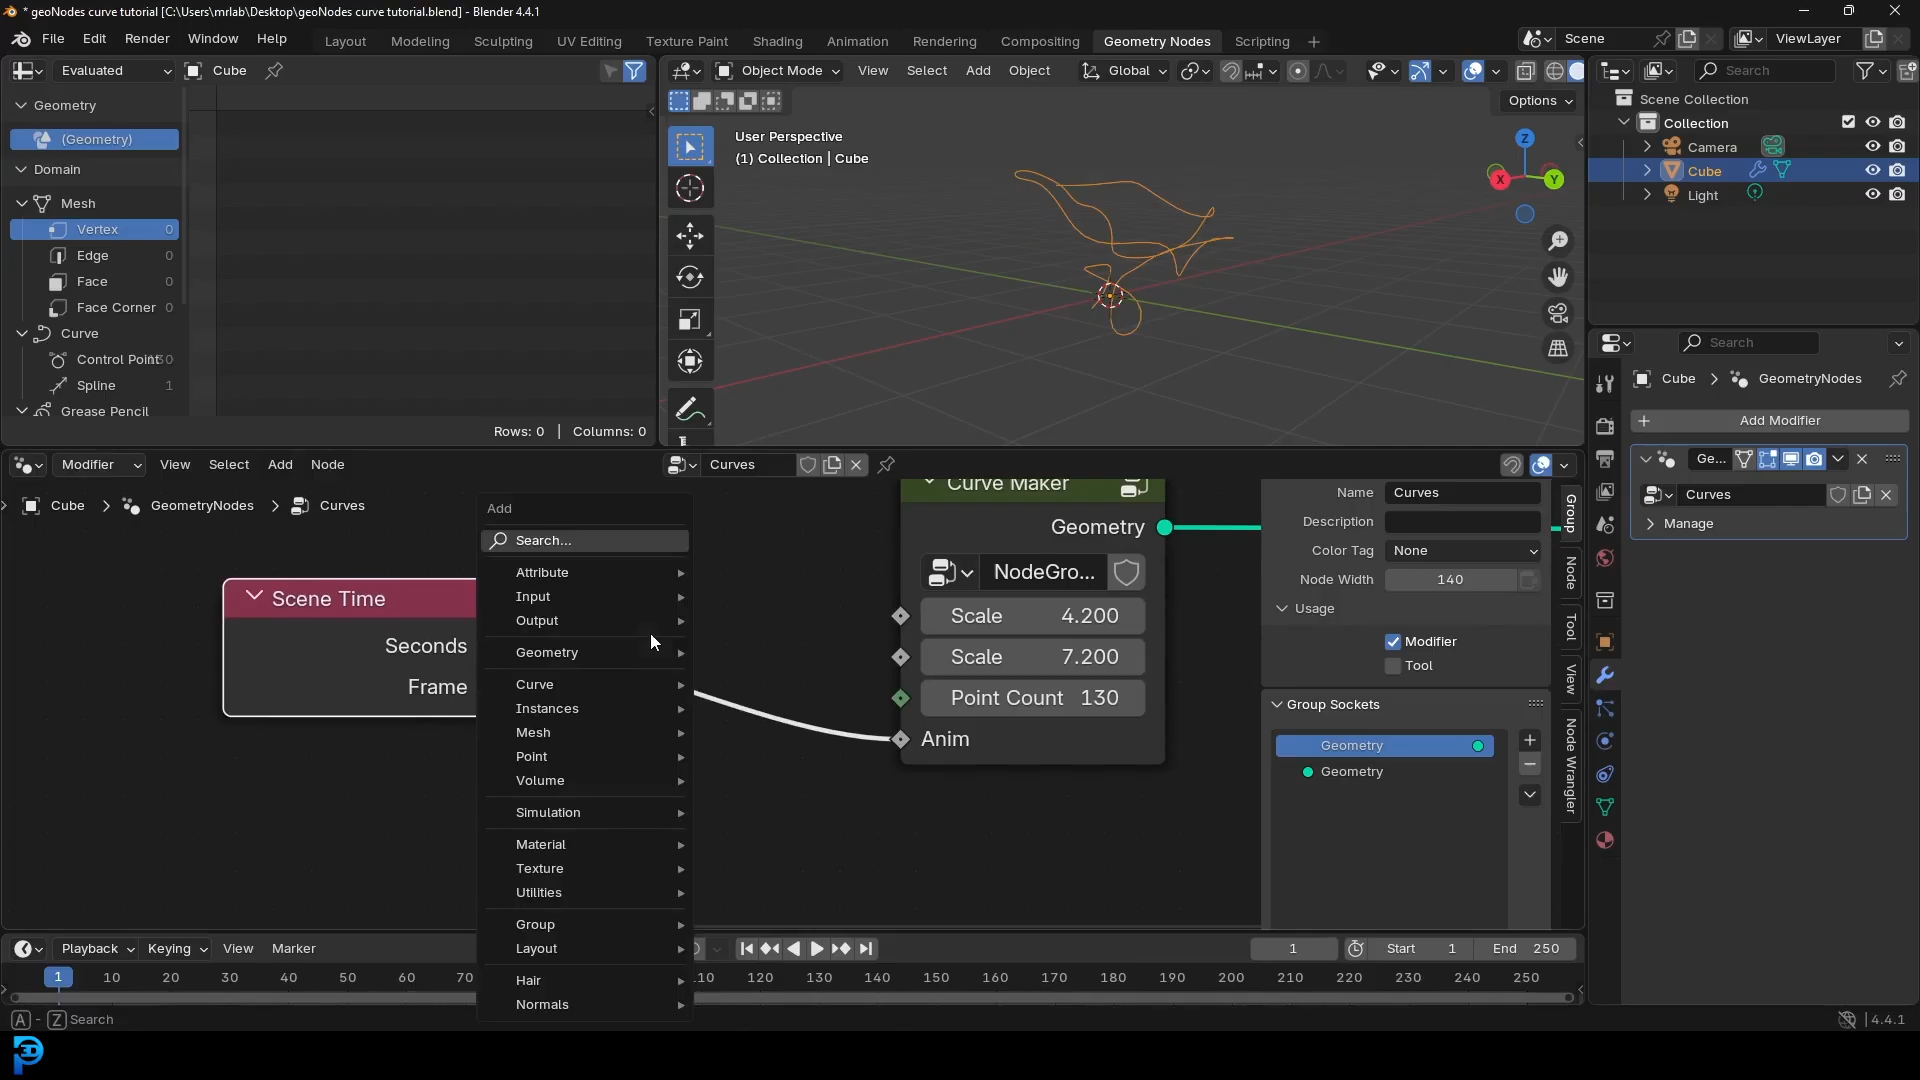 * geoNodes curve tutorial [C:\Users\mrlab\Desktop\geoNodes curve tutorial.blend] - Blender 4.4.1
File Edit Render Window Help
Layout Modeling Sculpting UV Editing Texture Paint Shading Animation Rendering Compositing Geometry Nodes Scripting +
Scene
ViewLayer
Evaluated
Cube
Geometry
(Geometry)
Domain
Mesh
Vertex 0
Edge 0
Face 0
Face Corner 0
Curve
Control Point
Spline 1
Grease Pencil
Rows: 0 | Columns: 0
Object Mode View Select Add Object
Global
Options
User Perspective
(1) Collection | Cube
Z
X
Y
Search
Scene Collection
Collection
Camera
Cube
Light
Search
Cube > GeometryNodes
Add Modifier
Ge...
Curves
Manage
Modifier View Select Add Node
Curves
Cube > GeometryNodes > Curves
Scene Time
Seconds
Frame
Add
Search...
Attribute
Input
Output
Geometry
Curve
Instances
Mesh
Point
Volume
Simulation
Material
Texture
Utilities
Group
Layout
Hair
Normals
Curve Maker
Geometry
NodeGro...
Scale 4.200
Scale 7.200
Point Count 130
Anim
Name Curves
Description
Color Tag None
Node Width 140
Usage
Modifier
Tool
Group Sockets
Geometry
Geometry
Group
Node
Tool
View
Node Wrangler
Playback Keying View Marker
1
Start 1
End 250
1 10 20 30 40 50 60 70 120 130 140 150 160 170 180 190 200 210 220 230 240 250
A - Z Search
4.4.1